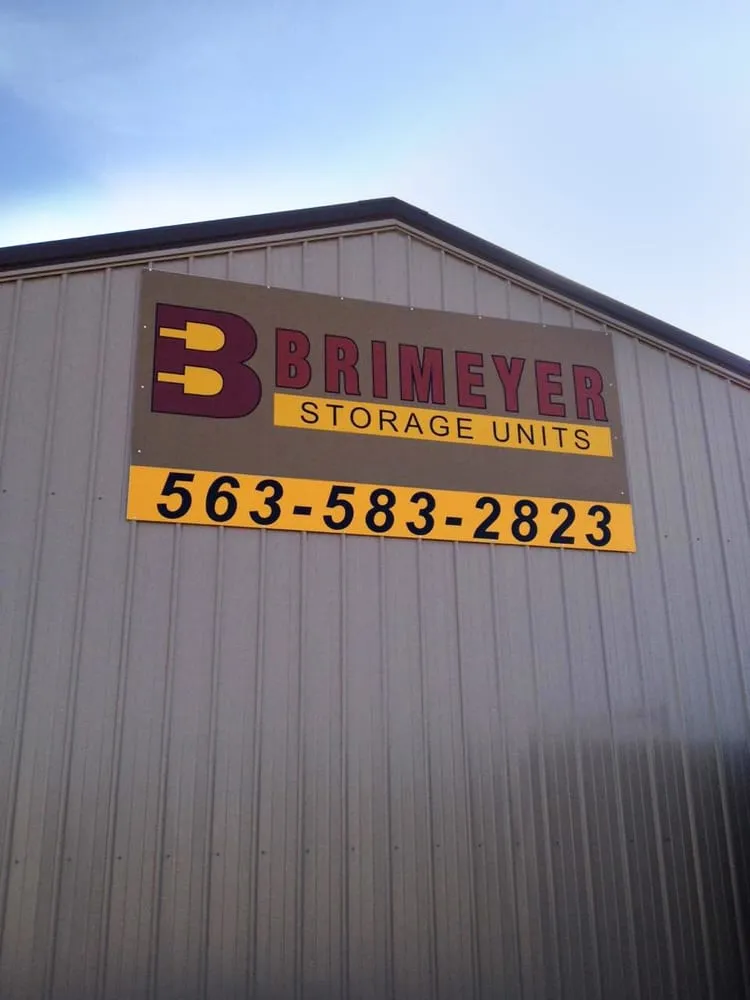 B BRIMEYER
STORAGE UNITS
563-583-2823